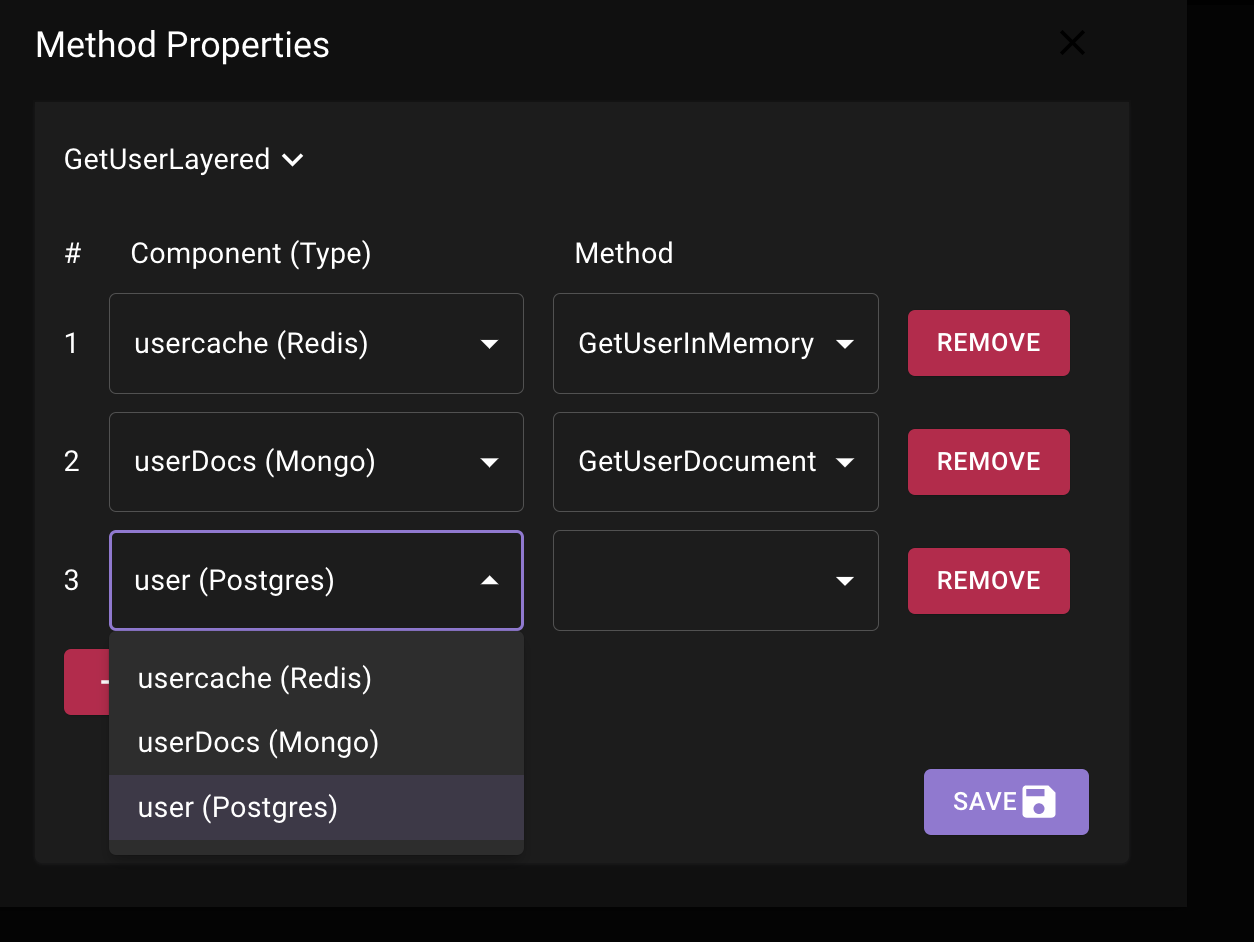 Method Properties
GetUserLayered
# Component (Type) Method
1 usercache (Redis) GetUserInMemory REMOVE
2 userDocs (Mongo) GetUserDocument REMOVE
3 user (Postgres) REMOVE
usercache (Redis)
userDocs (Mongo)
user (Postgres)
SAVE